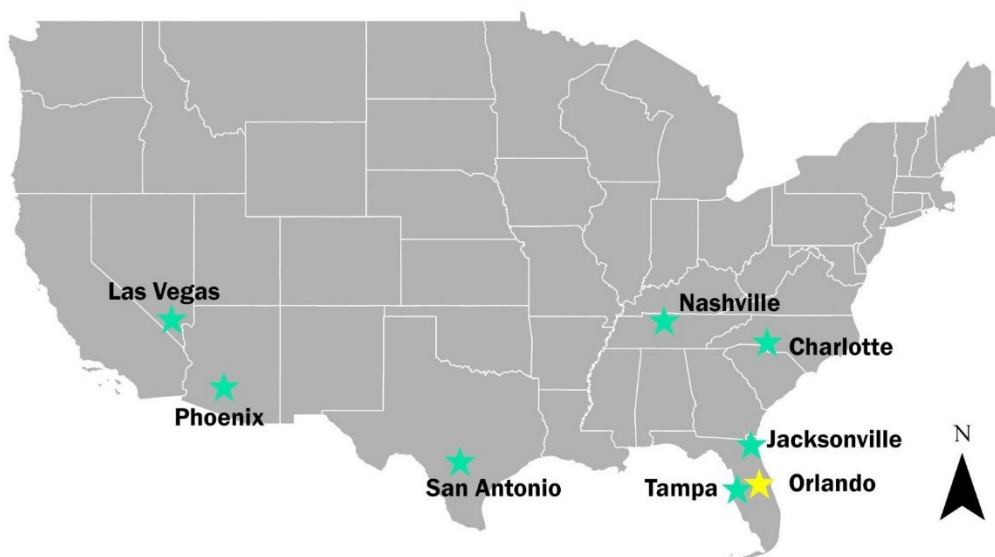 Las Vegas
Nashville
Charlotte
Phoenix
Jacksonville
N
San Antonio
Tampa
Orlando